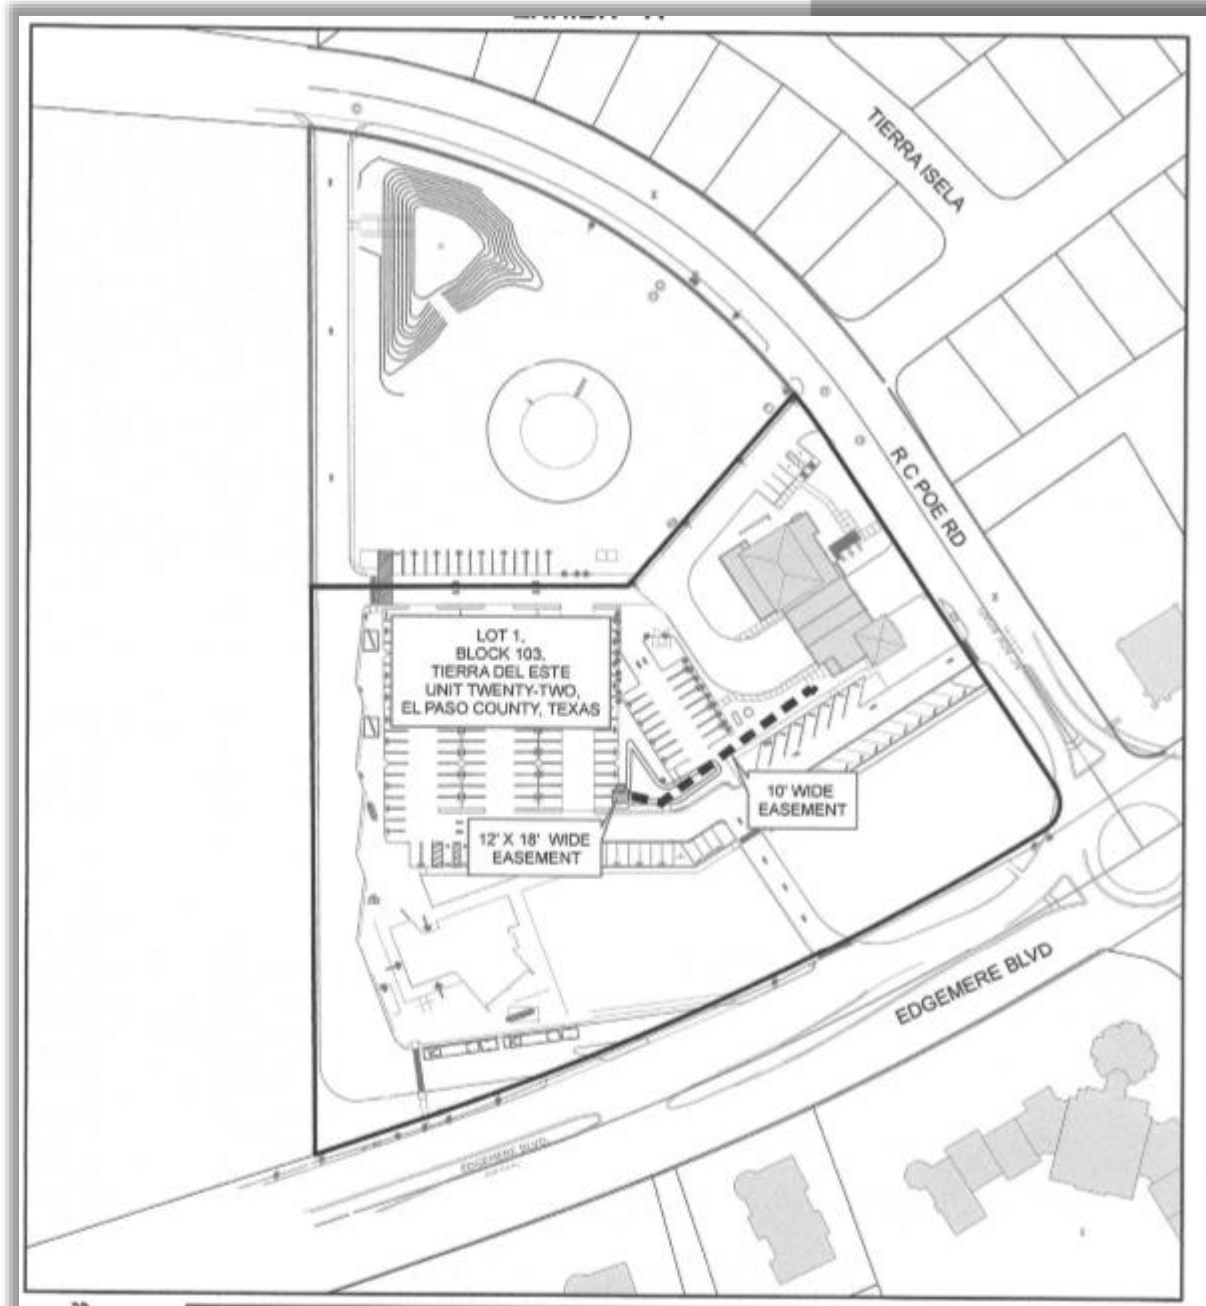 TIERRA ISELA
R C POE RD
LOT 1,
BLOCK 103,
TIERRA DEL ESTE
UNIT TWENTY-TWO,
EL PASO COUNTY, TEXAS
10' WIDE
EASEMENT
12' X 18' WIDE
EASEMENT
EDGEMERE BLVD
EDGEMERE BLVD.